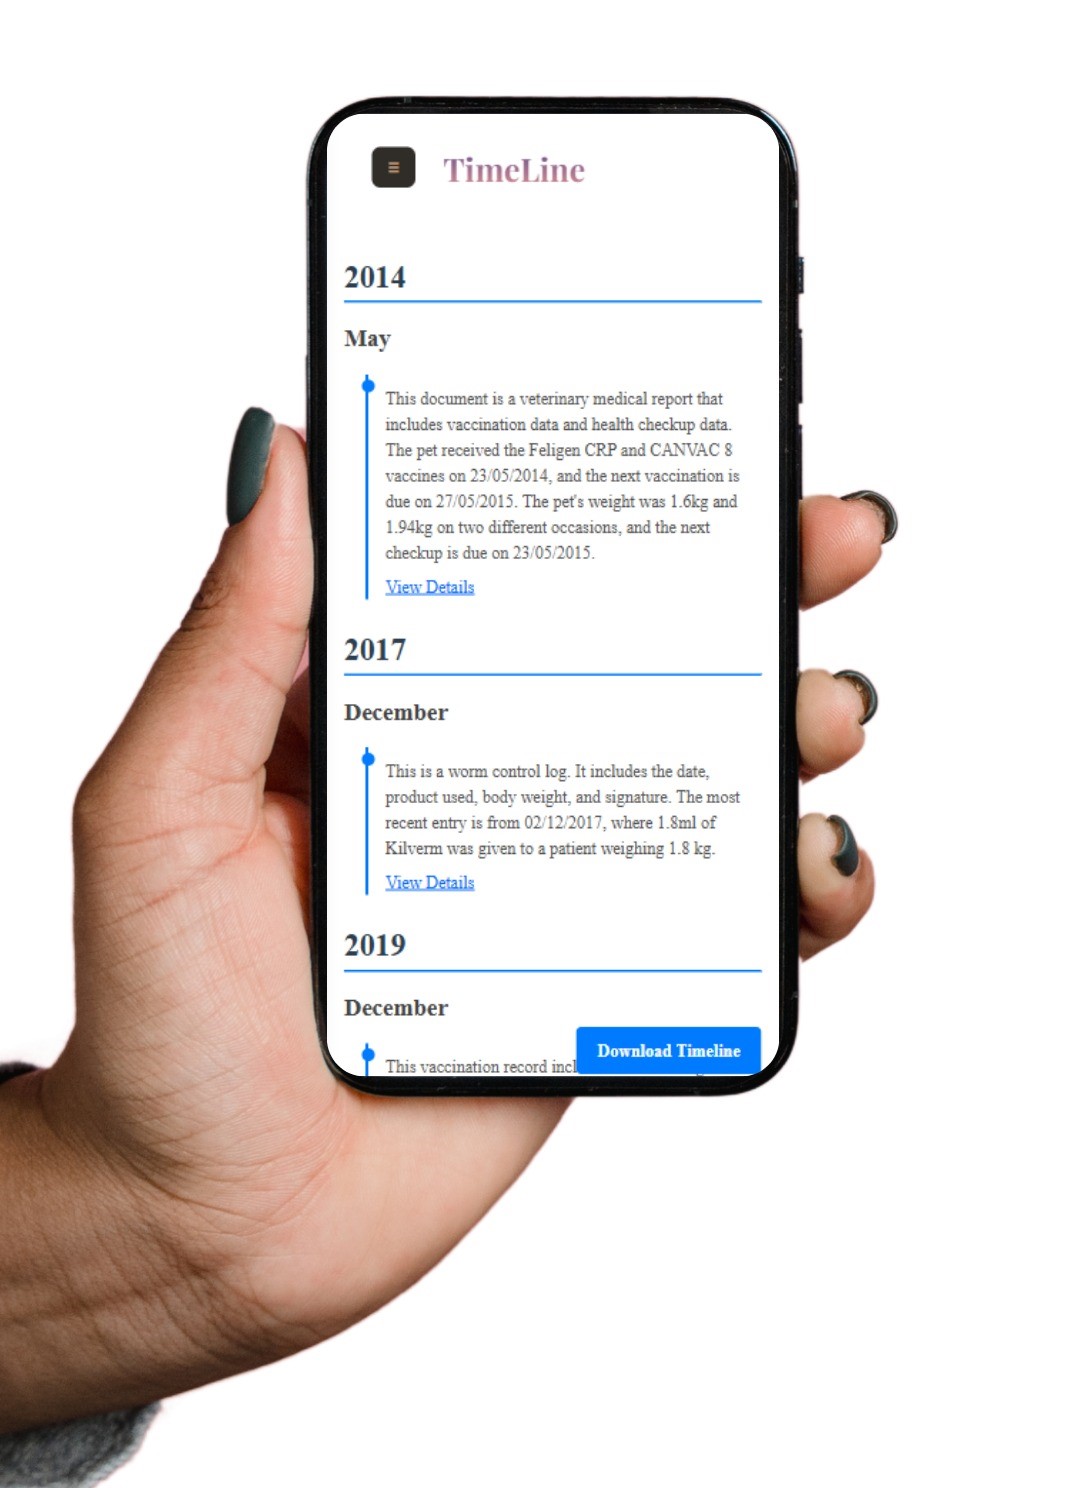 TimeLine
2014
May
This document is a veterinary medical report that
includes vaccination data and health checkup data.
The pet received the Feligen CRP and CANVAC 8
vaccines on 23/05/2014, and the next vaccination is
due on 27/05/2015. The pet's weight was 1.6kg and
1.94kg on two different occasions, and the next
checkup is due on 23/05/2015.
View Details
2017
December
This is a worm control log. It includes the date,
product used, body weight, and signature. The most
recent entry is from 02/12/2017, where 1.8ml of
Kilverm was given to a patient weighing 1.8 kg.
View Details
2019
December
This vaccination record
Download Timeline